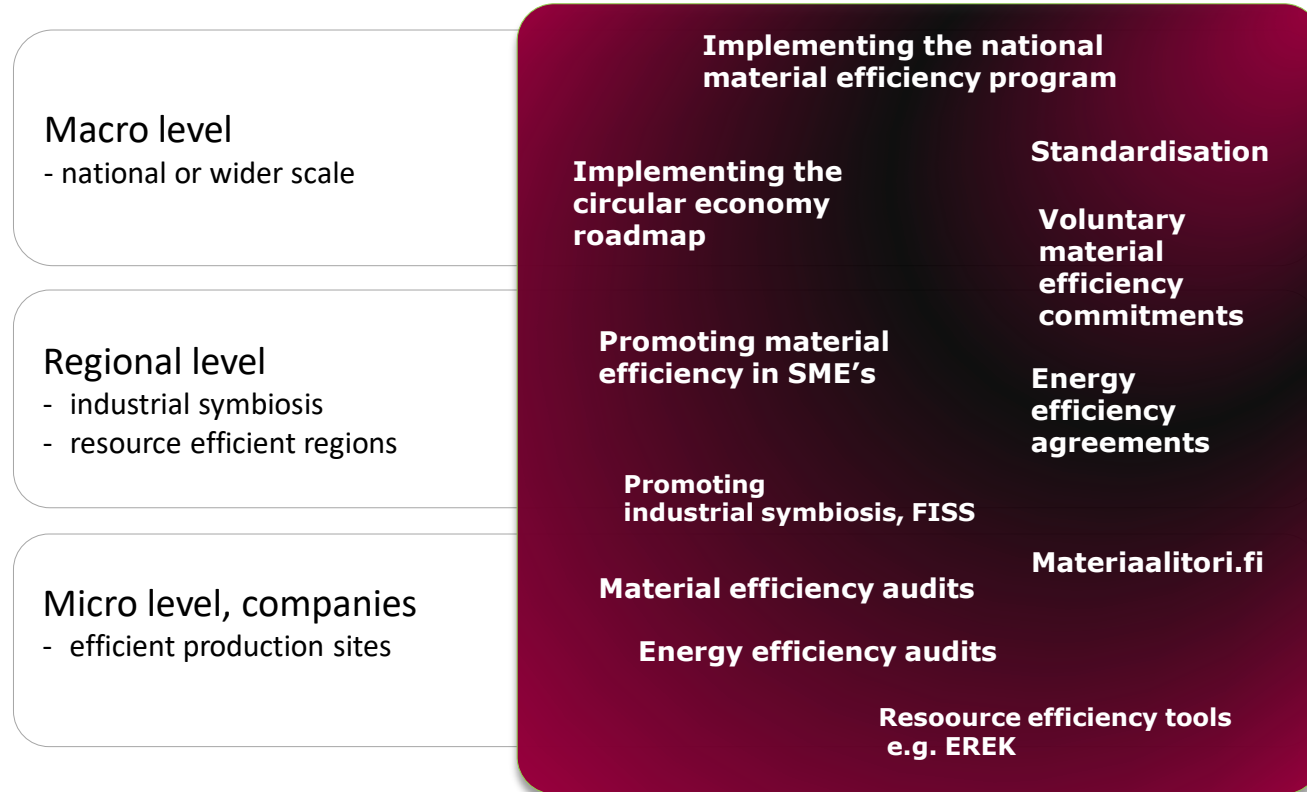 Macro level
- national or wider scale
Regional level
- industrial symbiosis
- resource efficient regions
Micro level, companies
- efficient production sites
Implementing the national
material efficiency program
Standardisation
Implementing the
circular economy
roadmap
Voluntary
material
efficiency
commitments
Promoting material
efficiency in SME’s
Energy
efficiency
agreements
Promoting
industrial symbiosis, FISS
Materiaalitori.fi
Material efficiency audits
Energy efficiency audits
Resoource efficiency tools
e.g. EREK